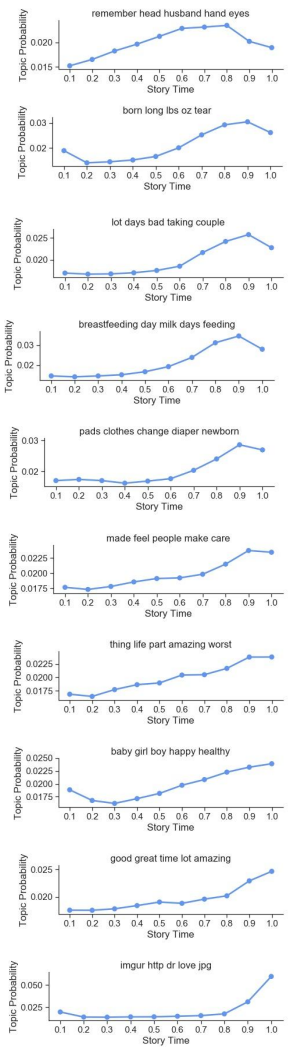 remember head husband hand eyes
Topic Probability
0.020
0.015
0.1 0.2 0.3 0.4 0.5 0.6 0.7 0.8 0.9 1.0
Story Time
born long lbs oz tear
Topic Probability
0.03
0.02
0.1 0.2 0.3 0.4 0.5 0.6 0.7 0.8 0.9 1.0
Story Time
lot days bad taking couple
Topic Probability
0.025
0.020
0.1 0.2 0.3 0.4 0.5 0.6 0.7 0.8 0.9 1.0
Story Time
breastfeeding day milk days feeding
Topic Probability
0.03
0.02
0.1 0.2 0.3 0.4 0.5 0.6 0.7 0.8 0.9 1.0
Story Time
pads clothes change diaper newborn
Topic Probability
0.03
0.02
0.1 0.2 0.3 0.4 0.5 0.6 0.7 0.8 0.9 1.0
Story Time
made feel people make care
Topic Probability
0.0225
0.0200
0.0175
0.1 0.2 0.3 0.4 0.5 0.6 0.7 0.8 0.9 1.0
Story Time
thing life part amazing worst
Topic Probability
0.0225
0.0200
0.0175
0.1 0.2 0.3 0.4 0.5 0.6 0.7 0.8 0.9 1.0
Story Time
baby girl boy happy healthy
Topic Probability
0.0250
0.0225
0.0200
0.0175
0.1 0.2 0.3 0.4 0.5 0.6 0.7 0.8 0.9 1.0
Story Time
good great time lot amazing
Topic Probability
0.025
0.020
0.1 0.2 0.3 0.4 0.5 0.6 0.7 0.8 0.9 1.0
Story Time
imgur http dr love jpg
Topic Probability
0.050
0.025
0.1 0.2 0.3 0.4 0.5 0.6 0.7 0.8 0.9 1.0
Story Time